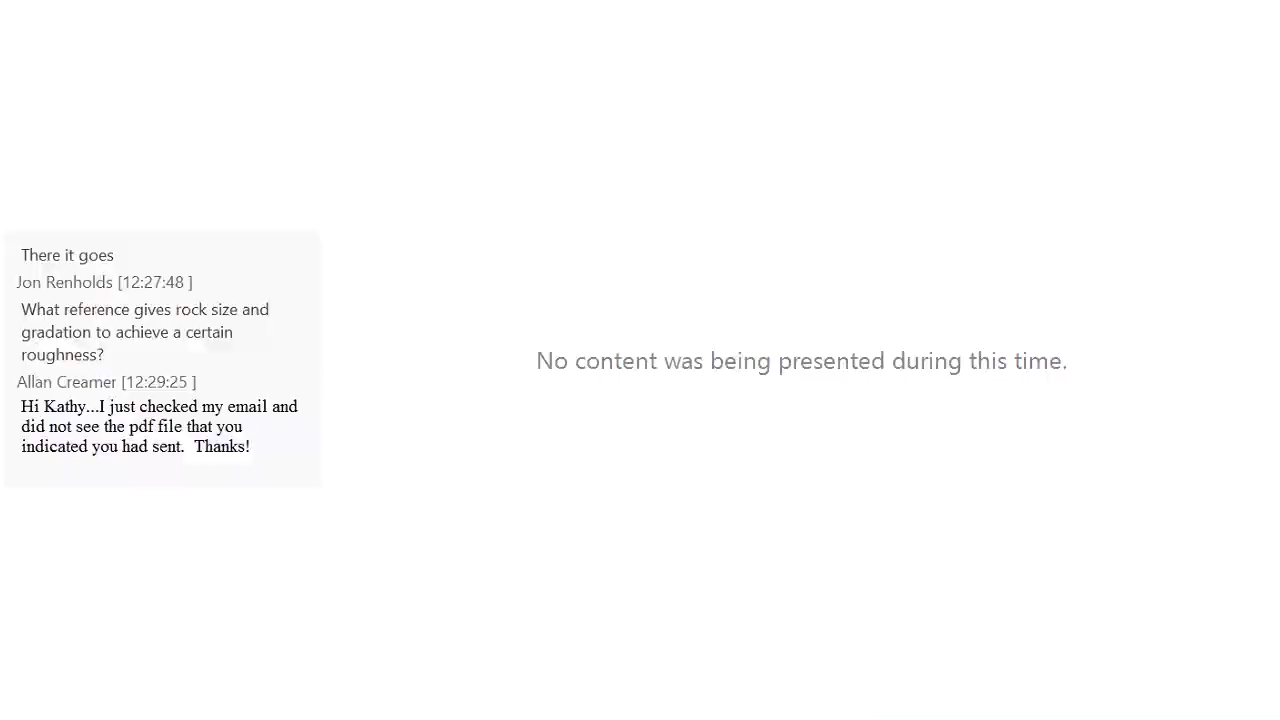 There it goes
Jon Renholds [12:27:48 ]
What reference gives rock size and
gradation to achieve a certain
roughness?
Allan Creamer [12:29:25 ]
Hi Kathy...I just checked my email and
did not see the pdf file that you
indicated you had sent.  Thanks!
No content was being presented during this time.